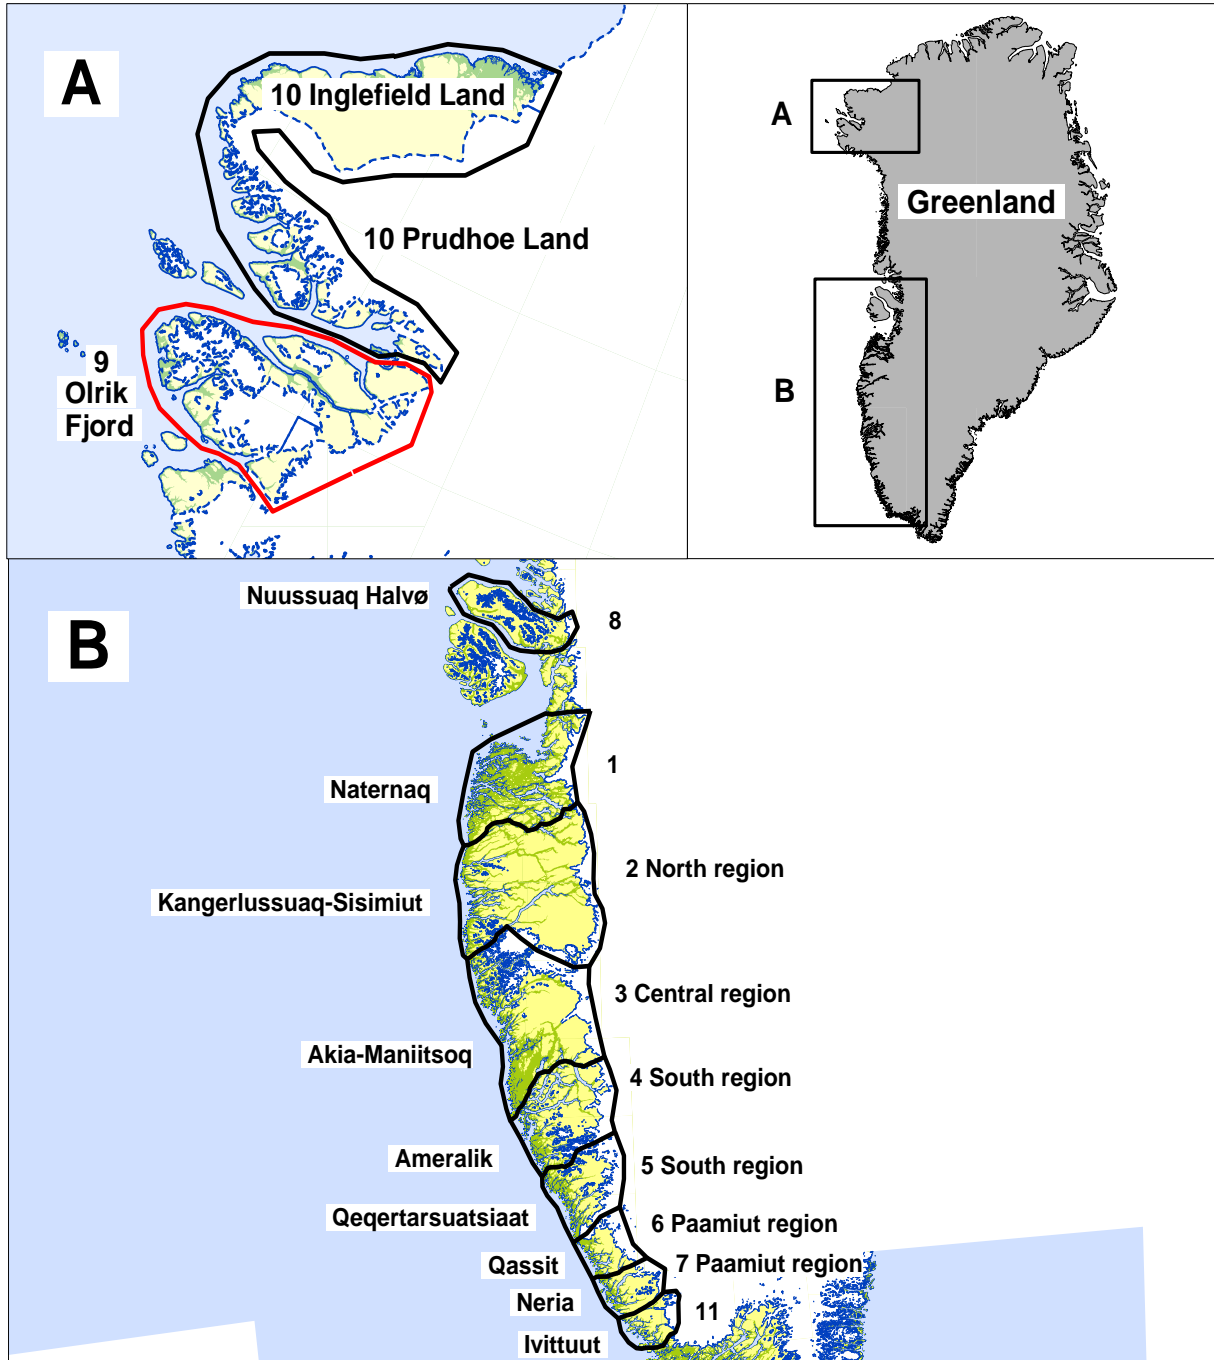 A
10 Inglefield Land
10 Prudhoe Land
9
Olrik
Fjord
A
Greenland
B
B
Nuussuaq Halvø
8
1
Naternaq
2 North region
Kangerlussuaq-Sisimiut
3 Central region
Akia-Maniitsoq
4 South region
Ameralik
5 South region
Qeqertarsuatsiaat
6 Paamiut region
Qassit
7 Paamiut region
Neria
11
Ivittuut